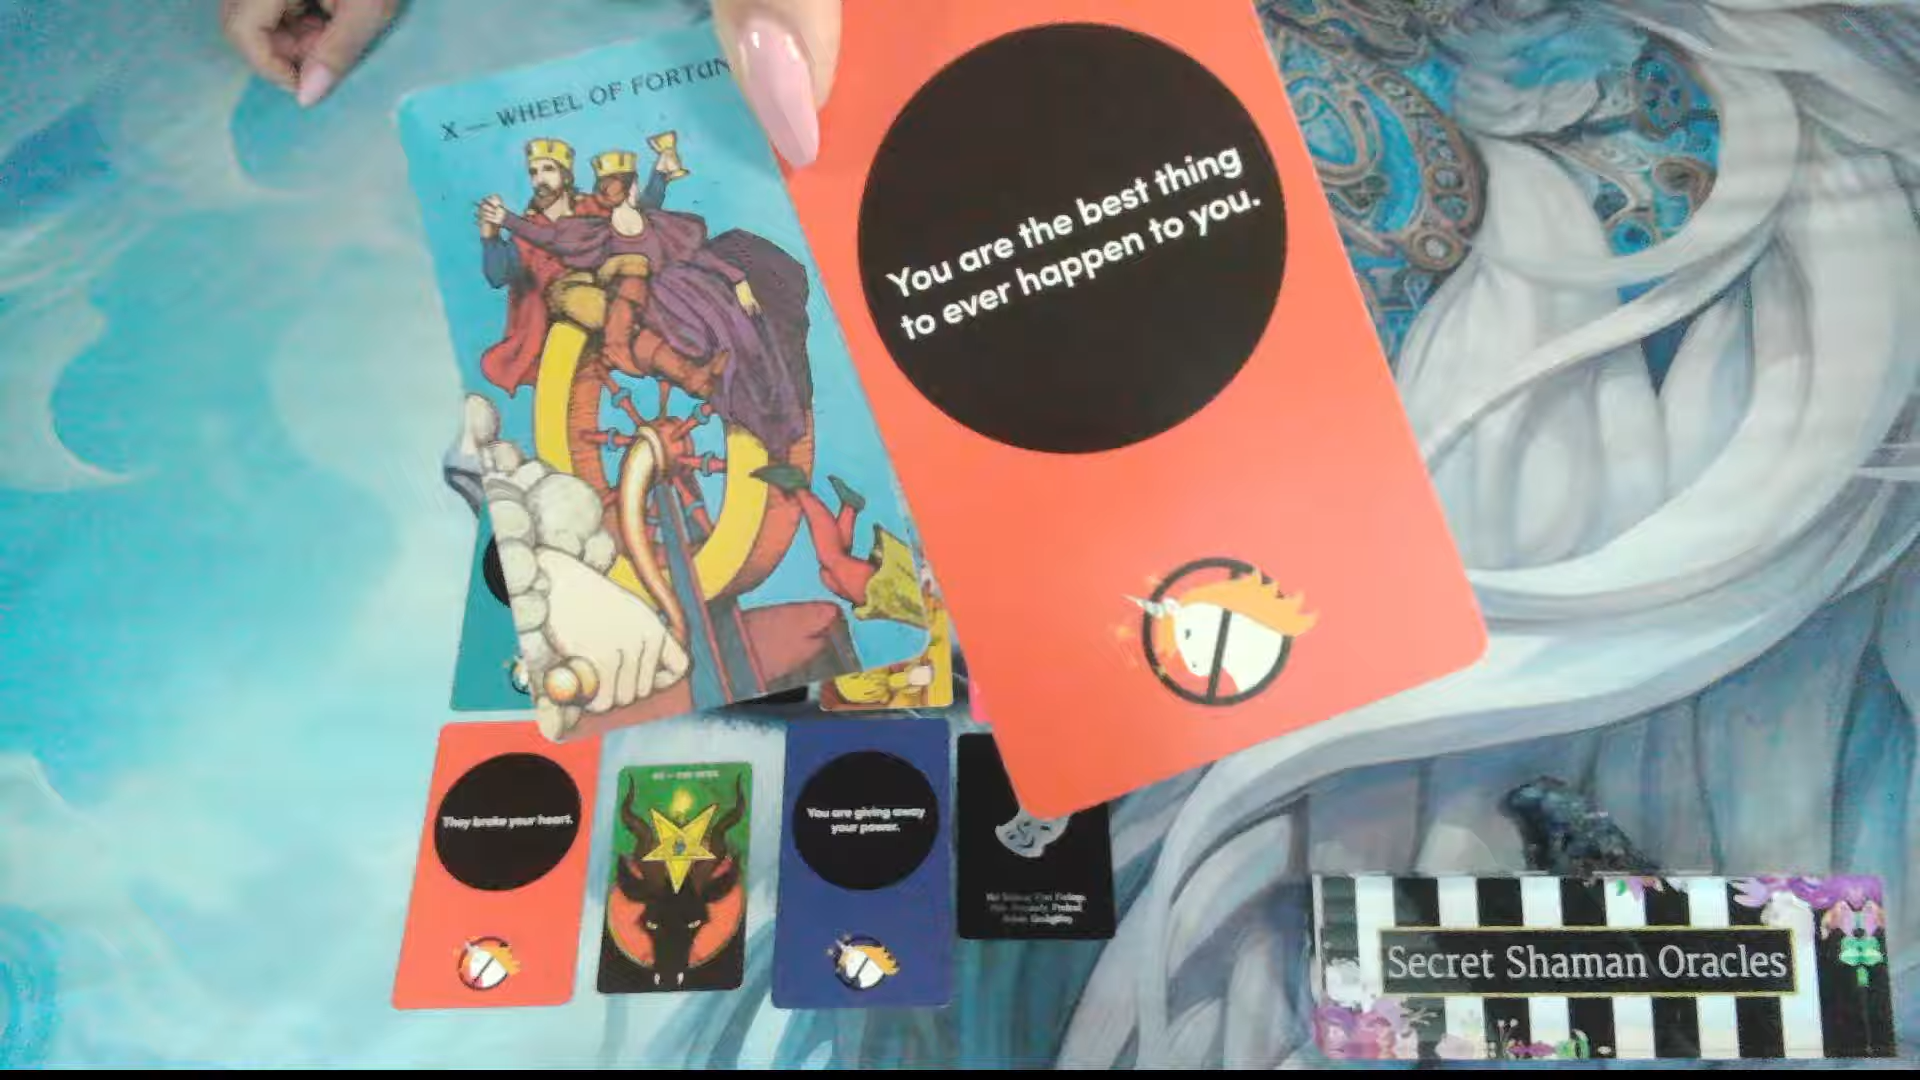 X — WHEEL OF FORTUN
You are the best thing
to ever happen to you.
They broke your heart.
You are giving away
your power.
Secret Shaman Oracles